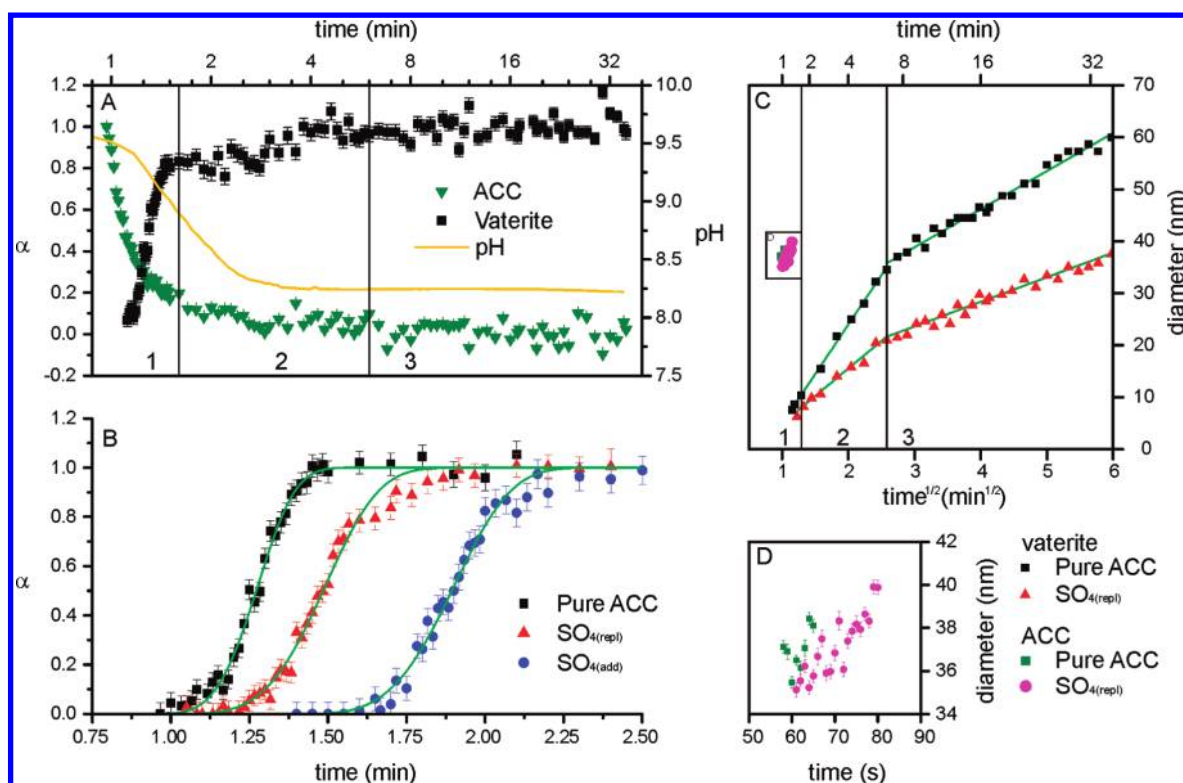 time (min)
1 2 4 8 16 32
A
1.2 1.0 0.8 0.6 0.4 0.2 0.0 -0.2
α
10.0 9.5 9.0 8.5 8.0 7.5
pH
ACC
Vaterite
pH
1 2 3
B
1.2 1.0 0.8 0.6 0.4 0.2 0.0
α
Pure ACC
SO4(repl)
SO4(add)
0.75 1.00 1.25 1.50 1.75 2.00 2.25 2.50
time (min)
time (min)
1 2 4 8 16 32
C
70 60 50 40 30 20 10 0
diameter (nm)
1 2 3
1 2 3 4 5 6
time1/2(min1/2)
D
42 40 38 36 34
diameter (nm)
50 60 70 80 90
time (s)
vaterite
Pure ACC
SO4(repl)
ACC
Pure ACC
SO4(repl)